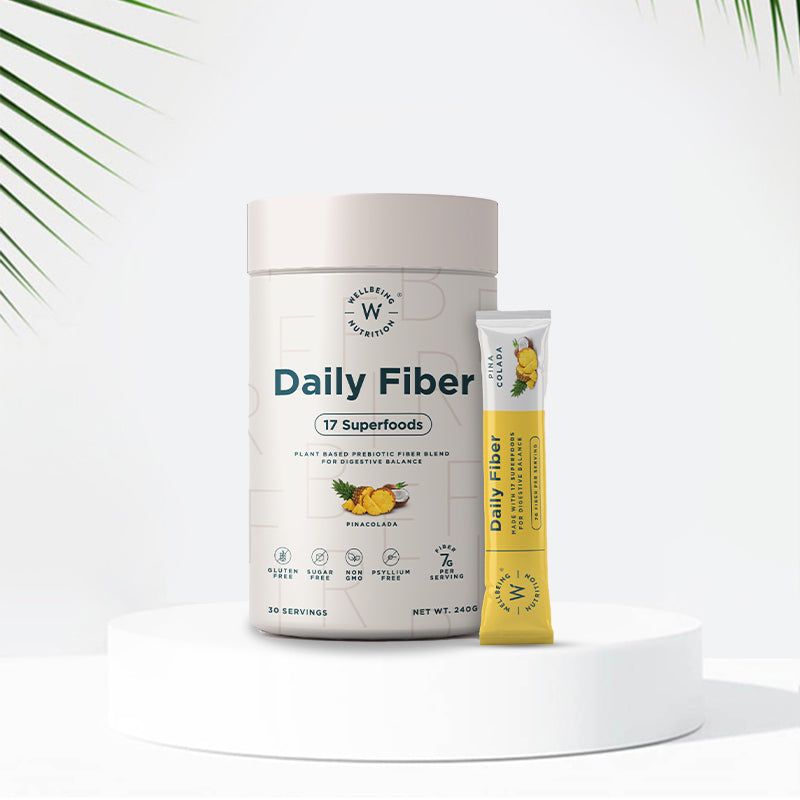 WELLBEING
W
NUTRITION
®
Daily Fiber
17 Superfoods
PLANT BASED PREBIOTIC FIBER BLEND
FOR DIGESTIVE BALANCE
PINACOLADA
GLUTEN
FREE
SUGAR
FREE
NON
GMO
PSYLLIUM
FREE
FIBER
7G
PER
SERVING
30 SERVINGS
NET WT. 240G
PINA
COLADA
Daily Fiber
MADE WITH 17 SUPERFOODS
FOR DIGESTIVE BALANCE
7G FIBER PER SERVING
WELLBEING
W
NUTRITION